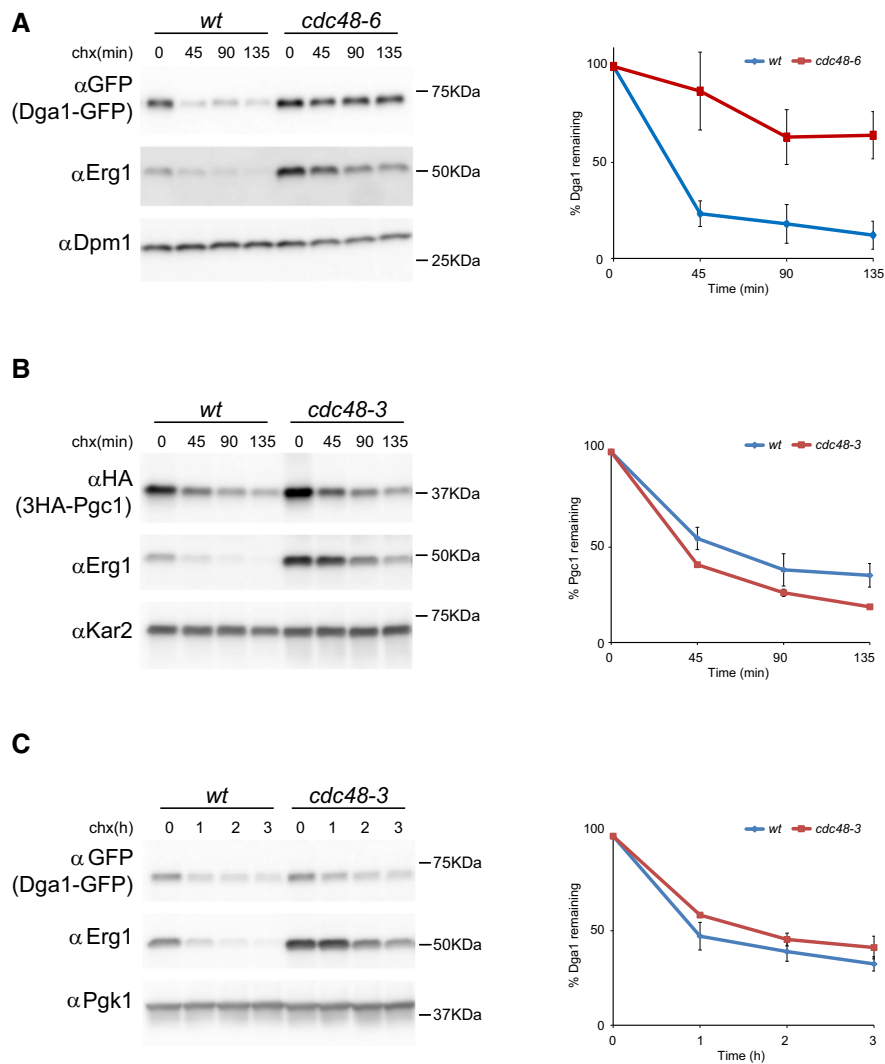 A
wt cdc48-6
chx(min) 0 45 90 135 0 45 90 135
αGFP
(Dga1-GFP)
75KDa
αErg1
50KDa
αDpm1
25KDa
wt cdc48-6
100
50
0
% Dga1 remaining
0 45 90 135
Time (min)
B
wt cdc48-3
chx(min) 0 45 90 135 0 45 90 135
αHA
(3HA-Pgc1)
37KDa
αErg1
50KDa
αKar2
75KDa
wt cdc48-3
100
50
0
% Pgc1 remaining
0 45 90 135
Time (min)
C
wt cdc48-3
chx(h) 0 1 2 3 0 1 2 3
α GFP
(Dga1-GFP)
75KDa
α Erg1
50KDa
α Pgk1
37KDa
wt cdc48-3
100
50
0
% Dga1 remaining
0 1 2 3
Time (h)